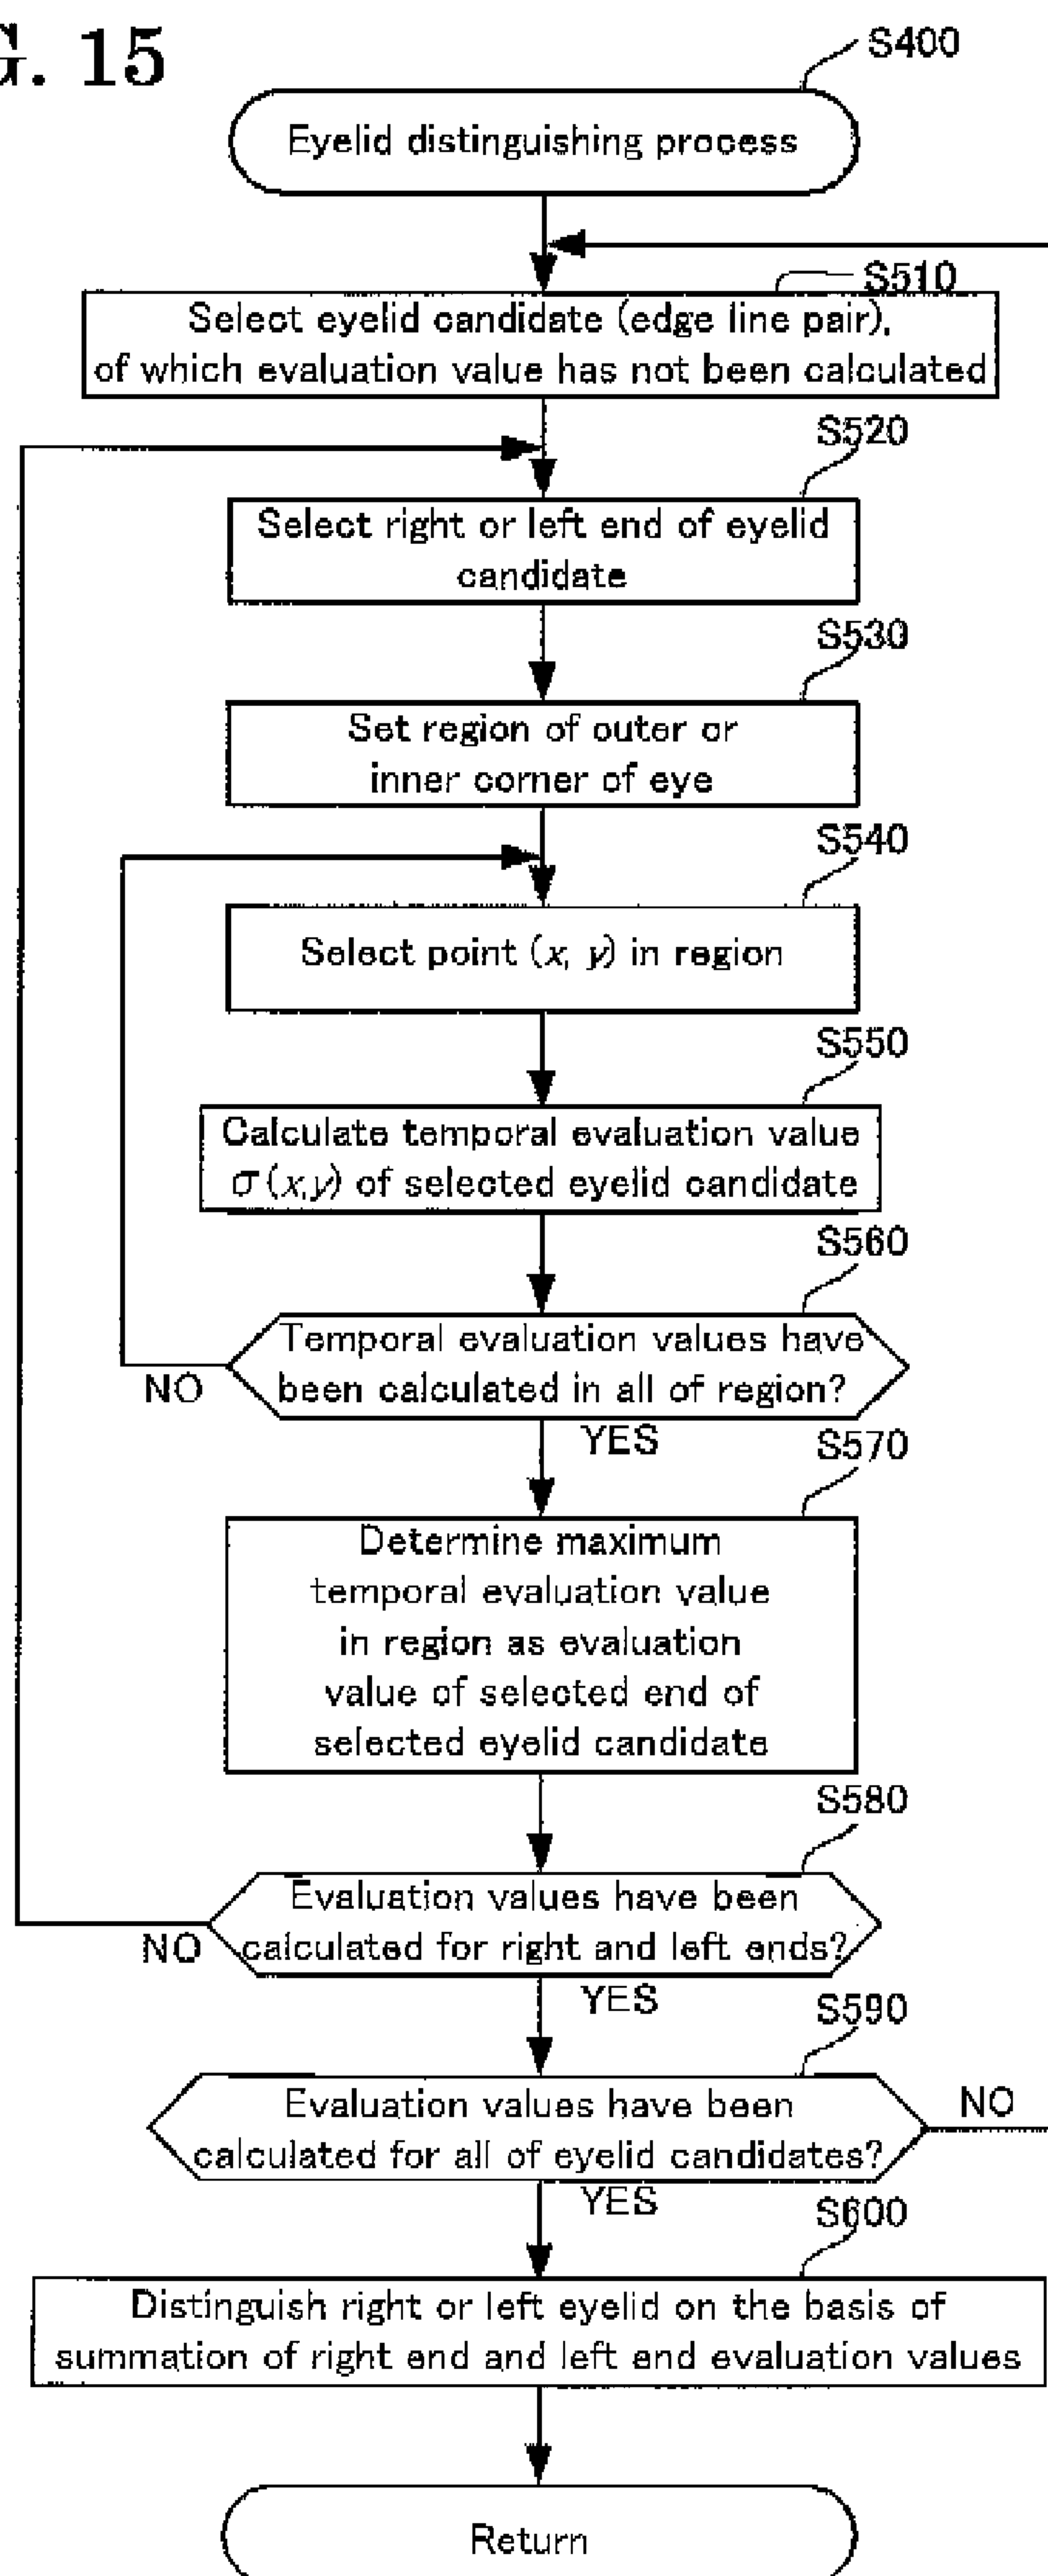 G. 15
S400
Eyelid distinguishing process
S510
Select eyelid candidate (edge line pair),
of which evaluation value has not been calculated
S520
Select right or left end of eyelid
candidate
S530
Set region of outer or
inner corner of eye
S540
Select point (x, y) in region
S550
Calculate temporal evaluation value
σ(x,y) of selected eyelid candidate
S560
Temporal evaluation values have
been calculated in all of region?
NO
YES
S570
Determine maximum
temporal evaluation value
in region as evaluation
value of selected end of
selected eyelid candidate
S580
Evaluation values have been
calculated for right and left ends?
NO
YES
S590
Evaluation values have been
calculated for all of eyelid candidates?
NO
YES
S600
Distinguish right or left eyelid on the basis of
summation of right end and left end evaluation values
Return